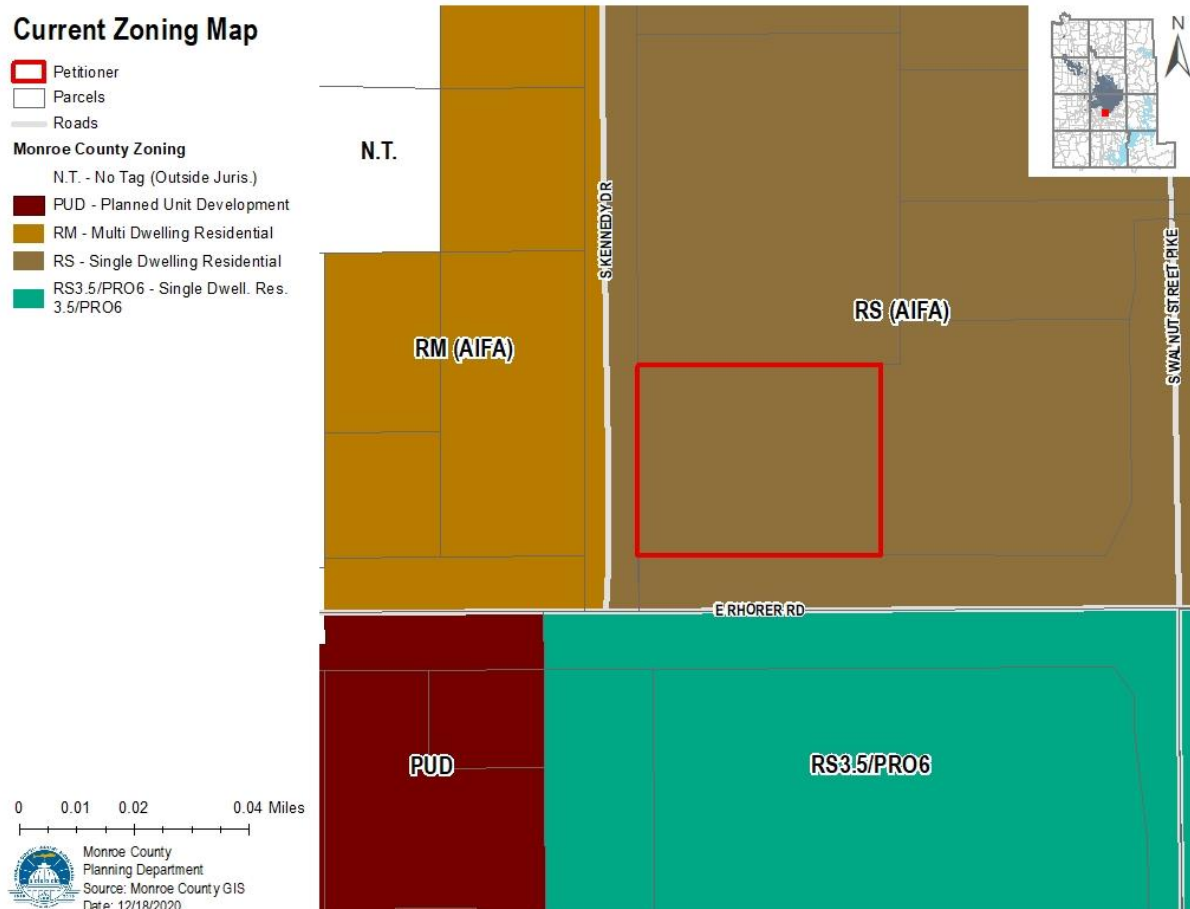 Current Zoning Map
Petitioner
Parcels
Roads
Monroe County Zoning
N.T. - No Tag (Outside Juris.)
PUD - Planned Unit Development
RM - Multi Dwelling Residential
RS - Single Dwelling Residential
RS3.5/PRO6 - Single Dwell. Res.
3.5/PRO6
N
N.T.
S KENNEDY DR
RS (AIFA)
S WALNUT STREET PIKE
RM (AIFA)
E RHORER RD
PUD
RS3.5/PRO6
0 0.01 0.02 0.04 Miles
Monroe County
Planning Department
Source: Monroe County GIS
Date: 12/18/2020